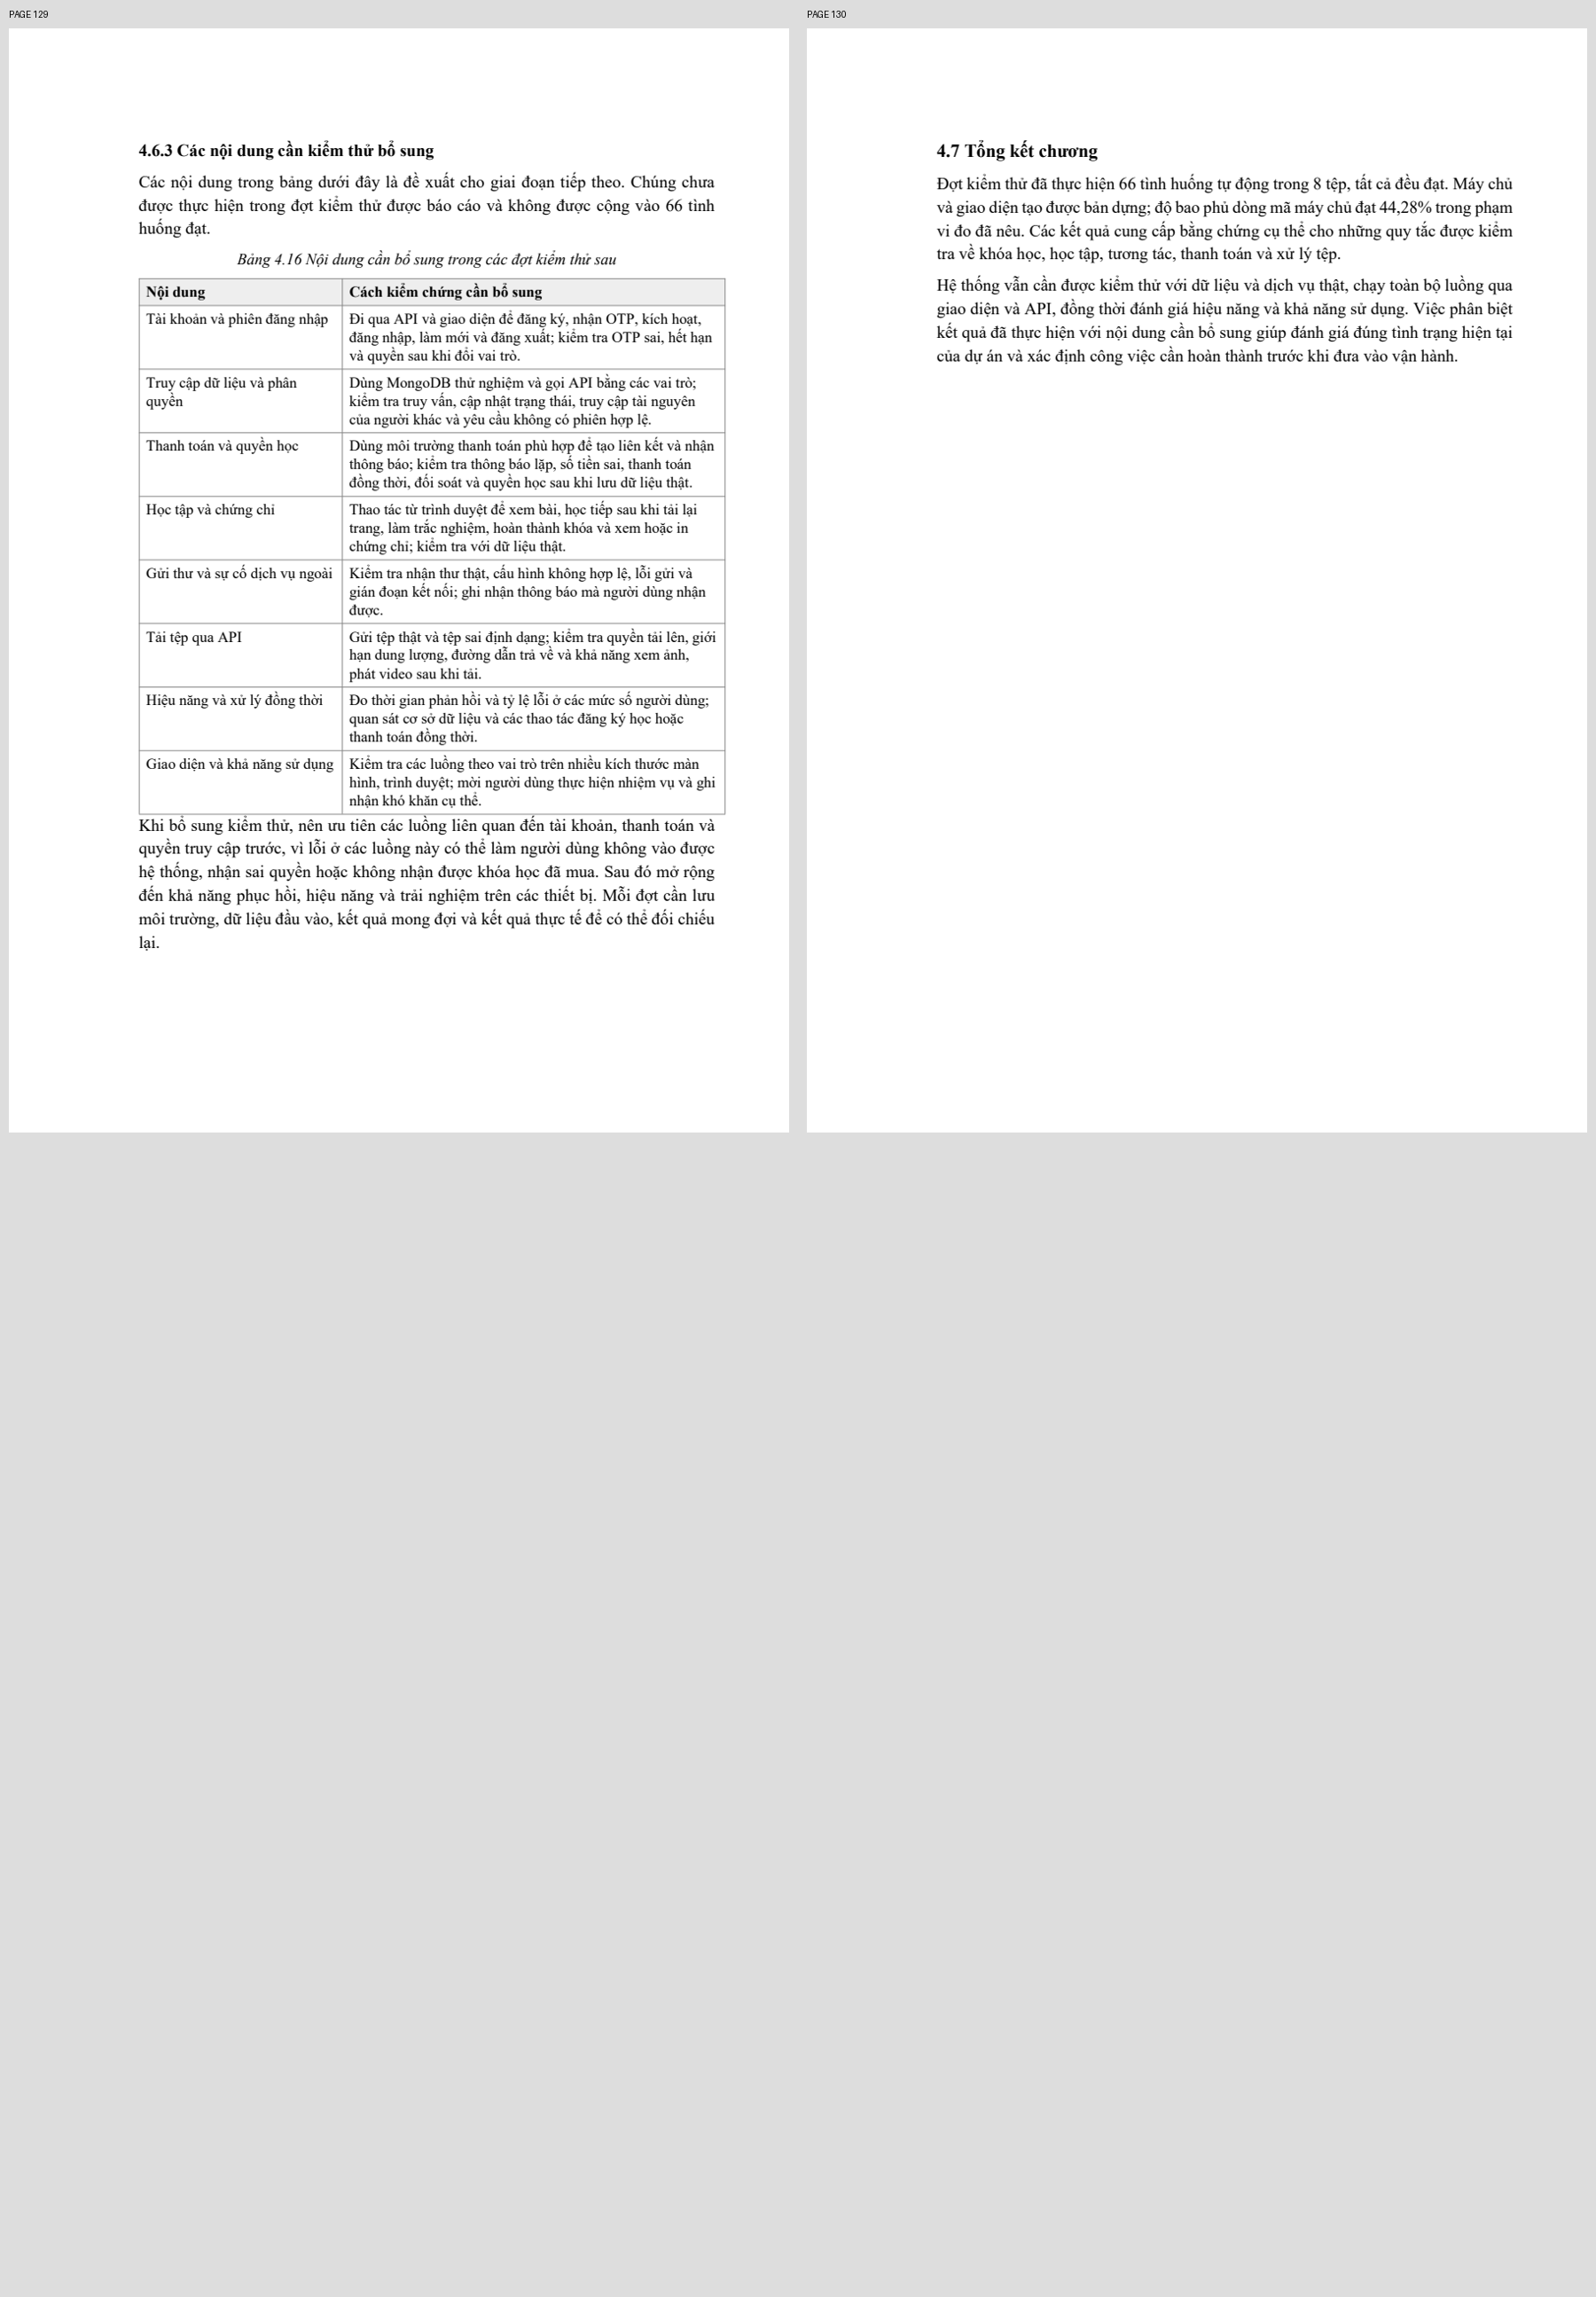 PAGE 129
4.6.3 Các nội dung cần kiểm thử bổ sung
Các nội dung trong bảng dưới đây là đề xuất cho giai đoạn tiếp theo. Chúng chưa
được thực hiện trong đợt kiểm thử được báo cáo và không được cộng vào 66 tình
huống đạt.
Bảng 4.16 Nội dung cần bổ sung trong các đợt kiểm thử sau
Nội dung
Cách kiểm chứng cần bổ sung
Tài khoản và phiên đăng nhập
Đi qua API và giao diện để đăng ký, nhận OTP, kích hoạt,
đăng nhập, làm mới và đăng xuất; kiểm tra OTP sai, hết hạn
và quyền sau khi đổi vai trò.
Truy cập dữ liệu và phân
quyền
Dùng MongoDB thử nghiệm và gọi API bằng các vai trò;
kiểm tra truy vấn, cập nhật trạng thái, truy cập tài nguyên
của người khác và yêu cầu không có phiên hợp lệ.
Thanh toán và quyền học
Dùng môi trường thanh toán phù hợp để tạo liên kết và nhận
thông báo; kiểm tra thông báo lặp, số tiền sai, thanh toán
đồng thời, đối soát và quyền học sau khi lưu dữ liệu thật.
Học tập và chứng chỉ
Thao tác từ trình duyệt để xem bài, học tiếp sau khi tải lại
trang, làm trắc nghiệm, hoàn thành khóa và xem hoặc in
chứng chỉ; kiểm tra với dữ liệu thật.
Gửi thư và sự cố dịch vụ ngoài
Kiểm tra nhận thư thật, cấu hình không hợp lệ, lỗi gửi và
gián đoạn kết nối; ghi nhận thông báo mà người dùng nhận
được.
Tải tệp qua API
Gửi tệp thật và tệp sai định dạng; kiểm tra quyền tải lên, giới
hạn dung lượng, đường dẫn trả về và khả năng xem ảnh,
phát video sau khi tải.
Hiệu năng và xử lý đồng thời
Đo thời gian phản hồi và tỷ lệ lỗi ở các mức số người dùng;
quan sát cơ sở dữ liệu và các thao tác đăng ký học hoặc
thanh toán đồng thời.
Giao diện và khả năng sử dụng
Kiểm tra các luồng theo vai trò trên nhiều kích thước màn
hình, trình duyệt; mời người dùng thực hiện nhiệm vụ và ghi
nhận khó khăn cụ thể.
Khi bổ sung kiểm thử, nên ưu tiên các luồng liên quan đến tài khoản, thanh toán và
quyền truy cập trước, vì lỗi ở các luồng này có thể làm người dùng không vào được
hệ thống, nhận sai quyền hoặc không nhận được khóa học đã mua. Sau đó mở rộng
đến khả năng phục hồi, hiệu năng và trải nghiệm trên các thiết bị. Mỗi đợt cần lưu
môi trường, dữ liệu đầu vào, kết quả mong đợi và kết quả thực tế để có thể đối chiếu
lại.
PAGE 130
4.7 Tổng kết chương
Đợt kiểm thử đã thực hiện 66 tình huống tự động trong 8 tệp, tất cả đều đạt. Máy chủ
và giao diện tạo được bản dựng; độ bao phủ dòng mã máy chủ đạt 44,28% trong phạm
vi đo đã nêu. Các kết quả cung cấp bằng chứng cụ thể cho những quy tắc được kiểm
tra về khóa học, học tập, tương tác, thanh toán và xử lý tệp.
Hệ thống vẫn cần được kiểm thử với dữ liệu và dịch vụ thật, chạy toàn bộ luồng qua
giao diện và API, đồng thời đánh giá hiệu năng và khả năng sử dụng. Việc phân biệt
kết quả đã thực hiện với nội dung cần bổ sung giúp đánh giá đúng tình trạng hiện tại
của dự án và xác định công việc cần hoàn thành trước khi đưa vào vận hành.